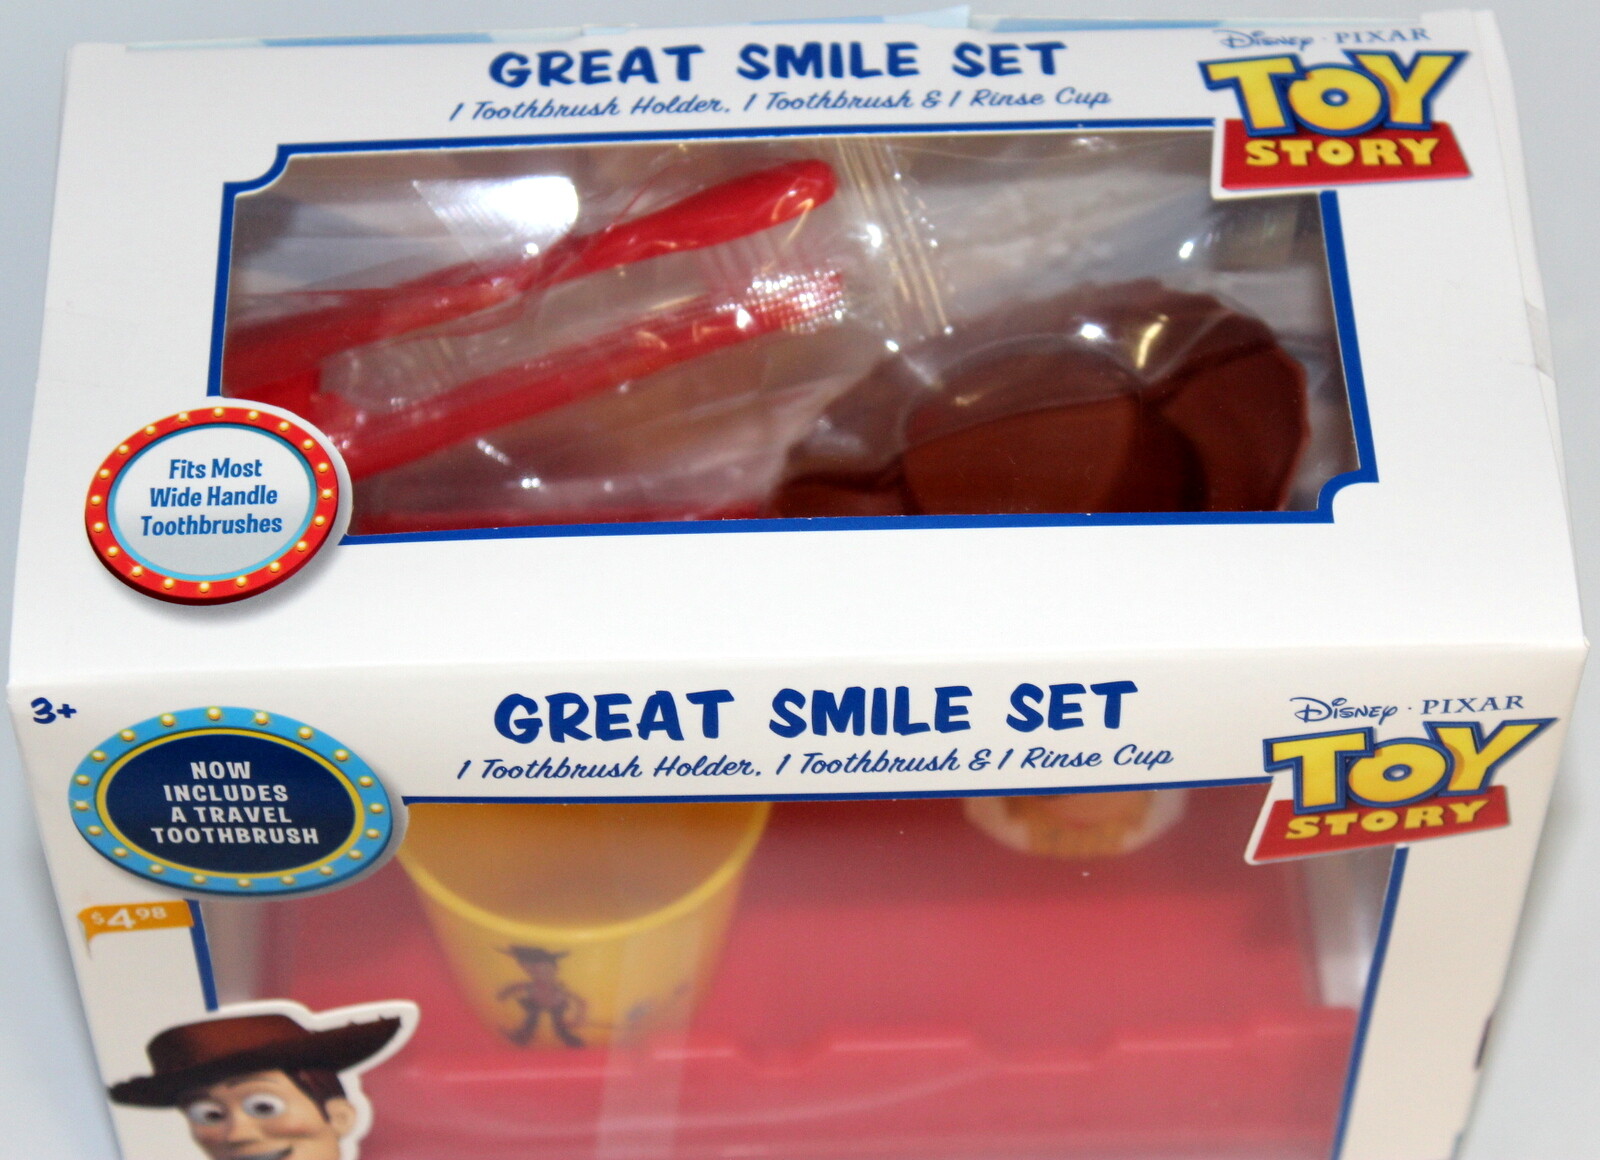 GREAT SMILE SET
1 Toothbrush Holder, 1 Toothbrush & 1 Rinse Cup
Disney · PIXAR
TOY
STORY
Fits Most
Wide Handle
Toothbrushes
3+
GREAT SMILE SET
1 Toothbrush Holder, 1 Toothbrush & 1 Rinse Cup
Disney · PIXAR
TOY
STORY
NOW
INCLUDES
A TRAVEL
TOOTHBRUSH
$4.98